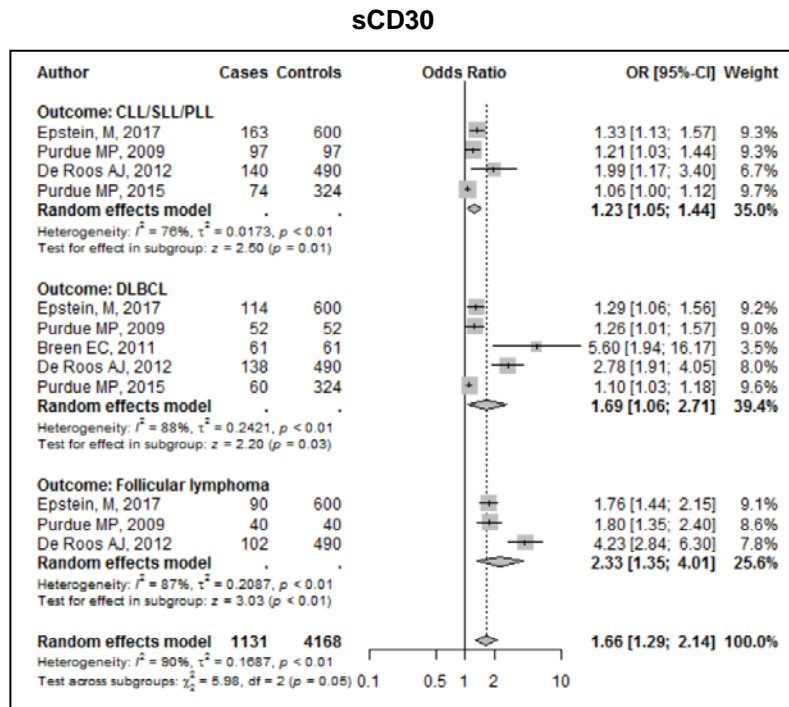 sCD30
Author Cases Controls Odds Ratio OR [95%-CI] Weight
Outcome: CLL/SLL/PLL
Epstein, M, 2017 163 600 1.33 [1.13; 1.57] 9.3%
Purdue MP, 2009 97 97 1.21 [1.03; 1.44] 9.3%
De Roos AJ, 2012 140 490 1.99 [1.17; 3.40] 6.7%
Purdue MP, 2015 74 324 1.06 [1.00; 1.12] 9.7%
Random effects model . . 1.23 [1.05; 1.44] 35.0%
Heterogeneity: I² = 76%, τ² = 0.0173, p < 0.01
Test for effect in subgroup: z = 2.50 (p = 0.01)
Outcome: DLBCL
Epstein, M, 2017 114 600 1.29 [1.06; 1.56] 9.2%
Purdue MP, 2009 52 52 1.26 [1.01; 1.57] 9.0%
Breen EC, 2011 61 61 5.60 [1.94; 16.17] 3.5%
De Roos AJ, 2012 138 490 2.78 [1.91; 4.05] 8.0%
Purdue MP, 2015 60 324 1.10 [1.03; 1.18] 9.6%
Random effects model . . 1.69 [1.06; 2.71] 39.4%
Heterogeneity: I² = 88%, τ² = 0.2421, p < 0.01
Test for effect in subgroup: z = 2.20 (p = 0.03)
Outcome: Follicular lymphoma
Epstein, M, 2017 90 600 1.76 [1.44; 2.15] 9.1%
Purdue MP, 2009 40 40 1.80 [1.35; 2.40] 8.6%
De Roos AJ, 2012 102 490 4.23 [2.84; 6.30] 7.8%
Random effects model . . 2.33 [1.35; 4.01] 25.6%
Heterogeneity: I² = 87%, τ² = 0.2087, p < 0.01
Test for effect in subgroup: z = 3.03 (p < 0.01)
Random effects model 1131 4168 1.66 [1.29; 2.14] 100.0%
Heterogeneity: I² = 90%, τ² = 0.1687, p < 0.01
Test across subgroups: χ²₂ = 5.98, df = 2 (p = 0.05) 0.1 0.5 1 2 10